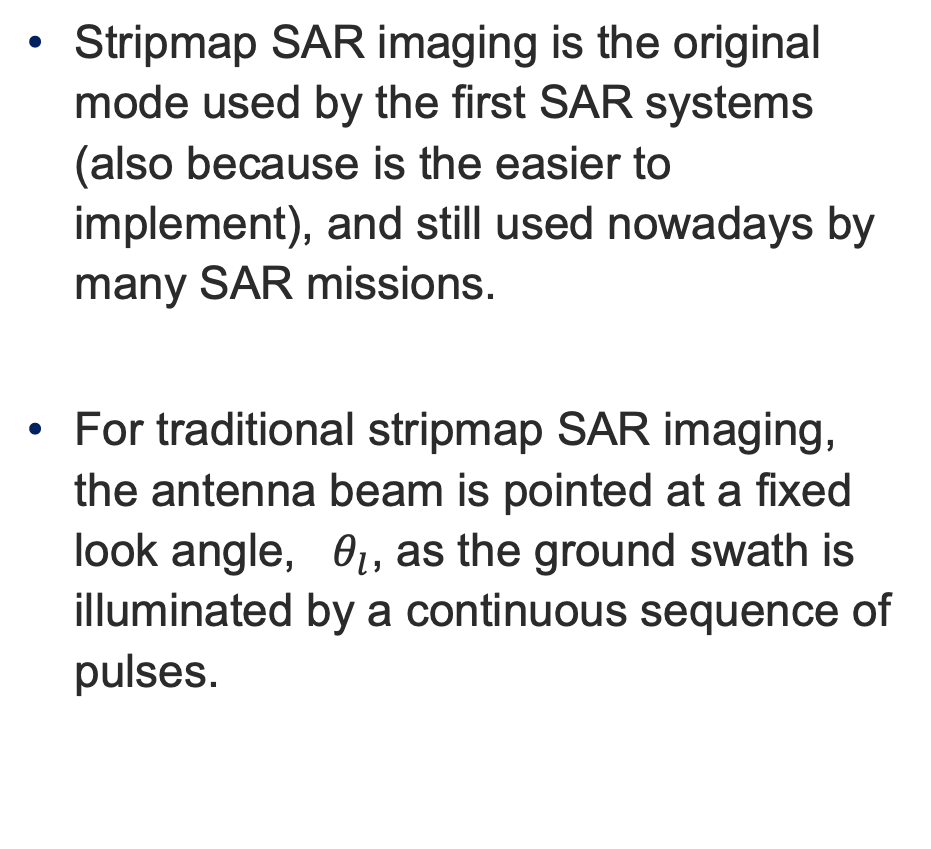 • Stripmap SAR imaging is the original
mode used by the first SAR systems
(also because is the easier to
implement), and still used nowadays by
many SAR missions.
• For traditional stripmap SAR imaging,
the antenna beam is pointed at a fixed
look angle, θₗ, as the ground swath is
illuminated by a continuous sequence of
pulses.